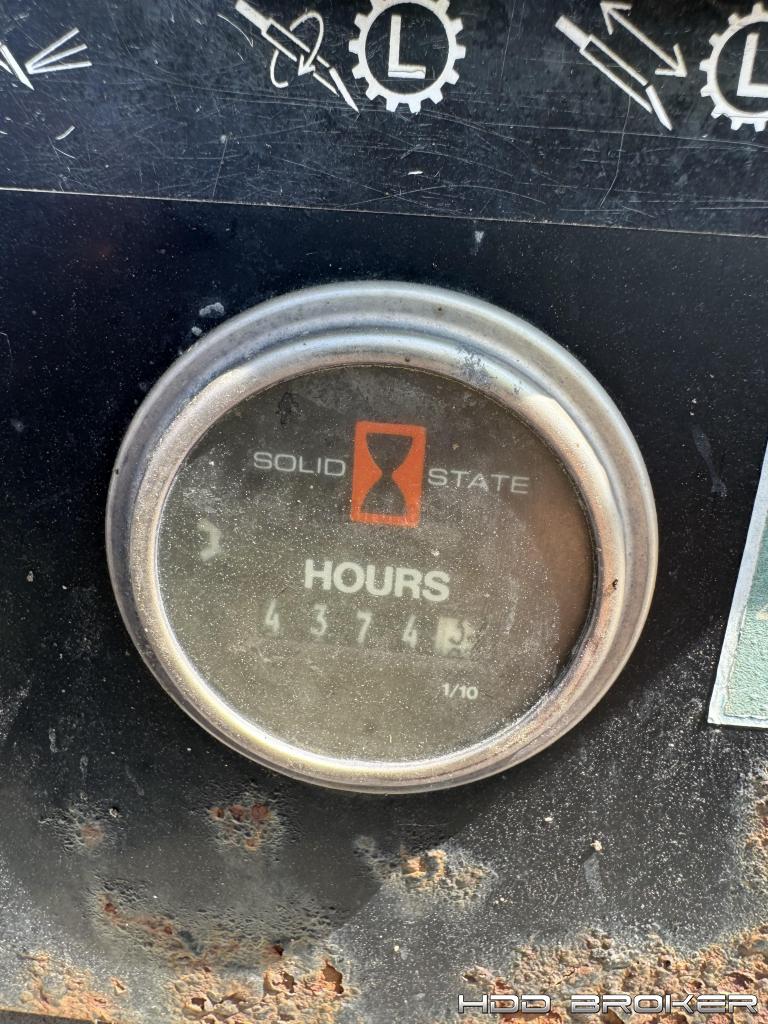 L
L
SOLID STATE
HOURS
4 3 7 4
1/10
HDD BROKER